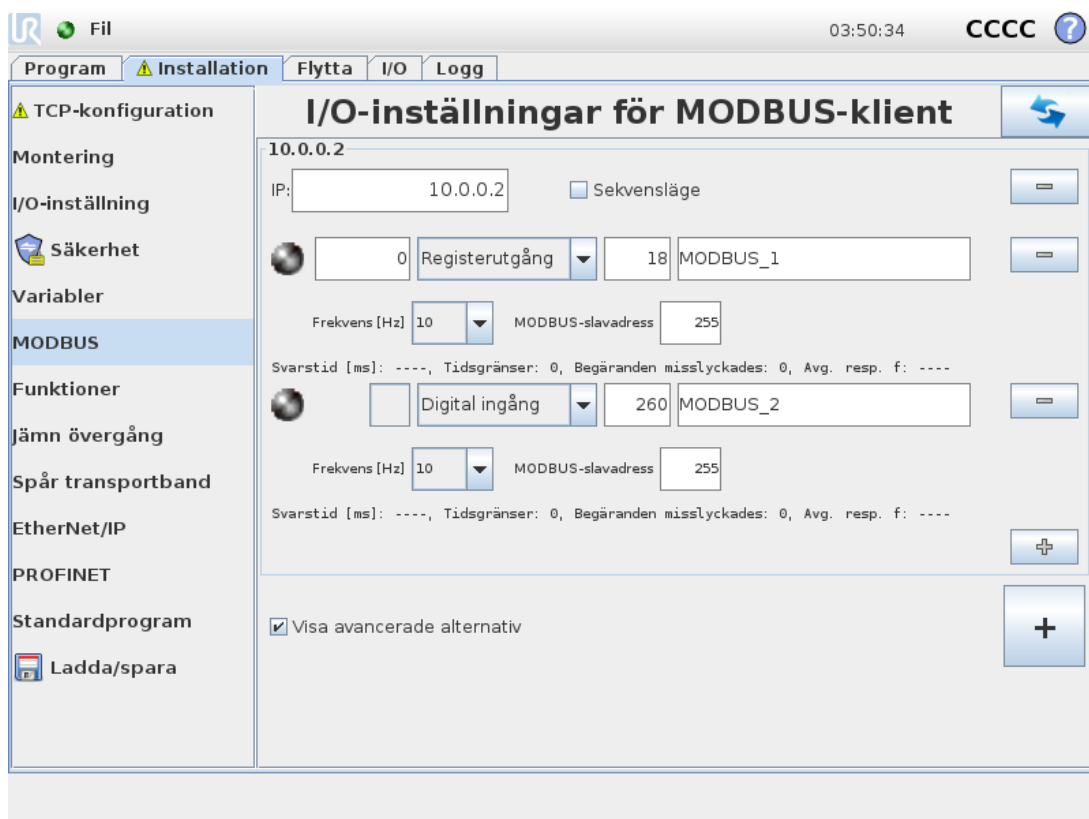 UR Fil 03:50:34 CCCC ?
Program Installation Flytta I/O Logg
TCP-konfiguration
Montering
I/O-inställning
Säkerhet
Variabler
MODBUS
Funktioner
Jämn övergång
Spår transportband
EtherNet/IP
PROFINET
Standardprogram
Ladda/spara
I/O-inställningar för MODBUS-klient
10.0.0.2
IP: 10.0.0.2 Sekvensläge
0 Registerutgång 18 MODBUS_1
Frekvens [Hz] 10 MODBUS-slavadress 255
Svarstid [ms]: ----, Tidsgränser: 0, Begäranden misslyckades: 0, Avg. resp. f: ----
Digital ingång 260 MODBUS_2
Frekvens [Hz] 10 MODBUS-slavadress 255
Svarstid [ms]: ----, Tidsgränser: 0, Begäranden misslyckades: 0, Avg. resp. f: ----
Visa avancerade alternativ